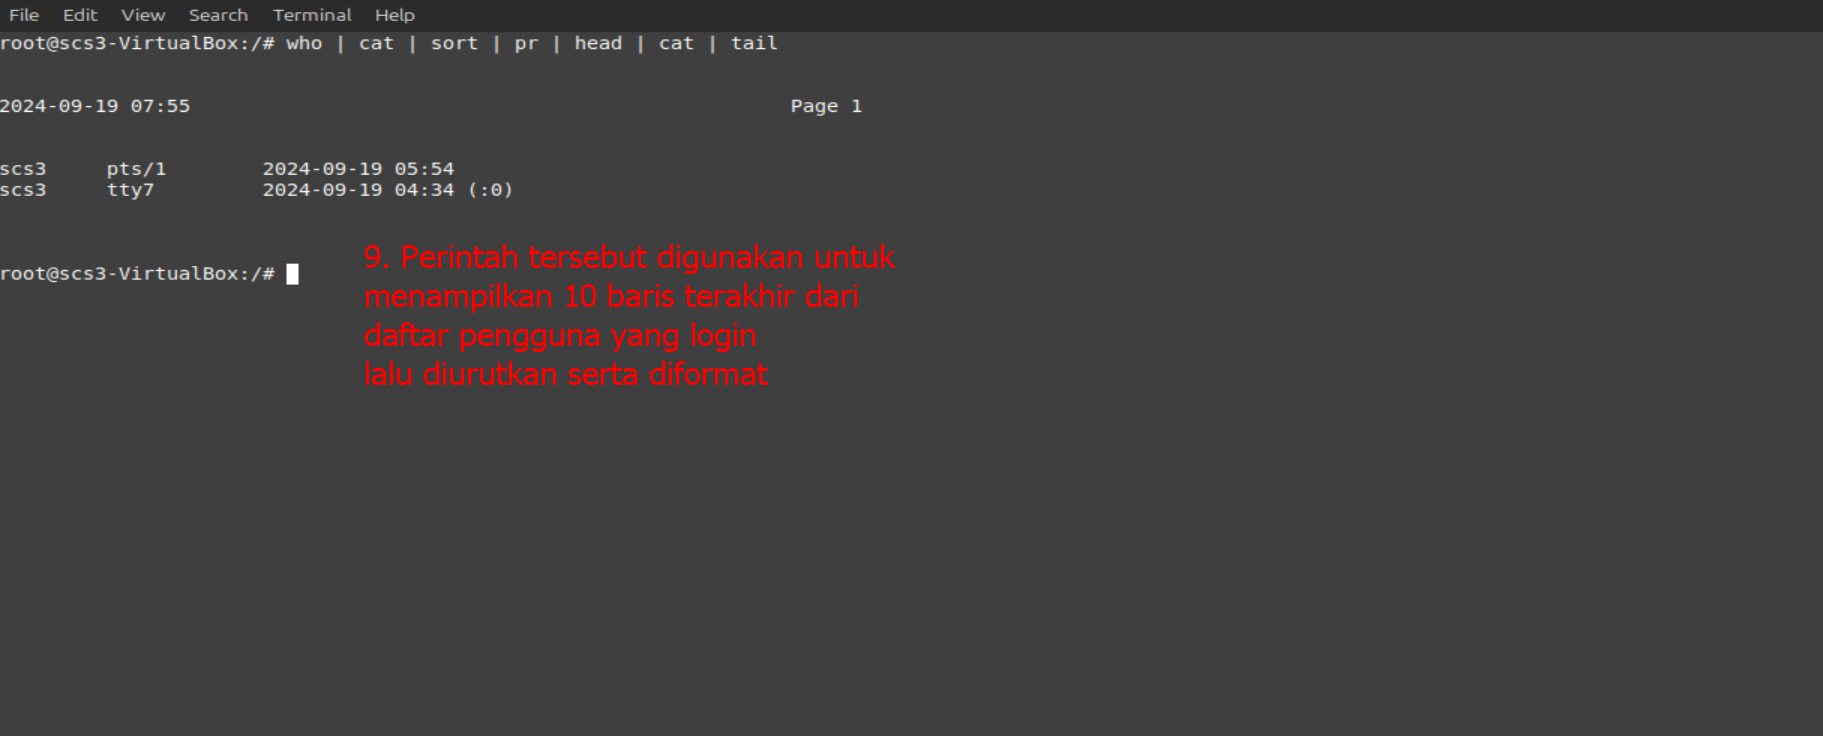 File Edit View Search Terminal Help
root@scs3-VirtualBox:/# who | cat | sort | pr | head | cat | tail
2024-09-19 07:55 Page 1
scs3 pts/1 2024-09-19 05:54
scs3 tty7 2024-09-19 04:34 (:0)
root@scs3-VirtualBox:/#
9. Perintah tersebut digunakan untuk
menampilkan 10 baris terakhir dari
daftar pengguna yang login
lalu diurutkan serta diformat